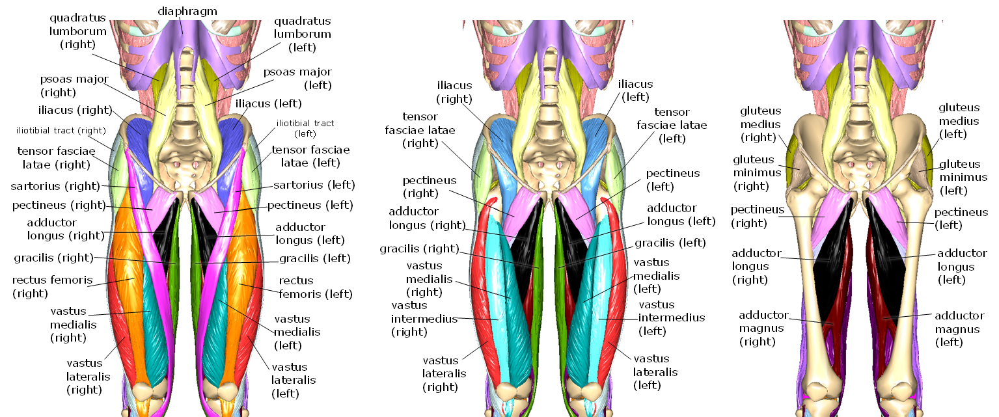 diaphragm
quadratus
lumborum
(right)
quadratus
lumborum
(left)
psoas major
(right)
psoas major
(left)
iliacus (right)
iliacus (left)
iliotibial tract (right)
iliotibial tract
(left)
tensor fasciae
latae (right)
tensor fasciae
latae (left)
sartorius (right)
sartorius (left)
pectineus (right)
pectineus (left)
adductor
longus (right)
adductor
longus (left)
gracilis (right)
gracilis (left)
rectus femoris
(right)
rectus
femoris (left)
vastus
medialis
(right)
vastus
medialis
(left)
vastus
lateralis
(right)
vastus
lateralis
(left)
iliacus
(right)
iliacus
(left)
tensor
fasciae latae
(right)
tensor
fasciae latae
(left)
pectineus
(right)
pectineus
(left)
adductor
longus (right)
adductor
longus (left)
gracilis (right)
gracilis (left)
vastus
medialis
(right)
vastus
medialis
(left)
vastus
intermedius
(right)
vastus
intermedius
(left)
vastus
lateralis
(right)
vastus
lateralis
(left)
gluteus
medius
(right)
gluteus
medius
(left)
gluteus
minimus
(right)
gluteus
minimus
(left)
pectineus
(right)
pectineus
(left)
adductor
longus
(right)
adductor
longus
(left)
adductor
magnus
(right)
adductor
magnus
(left)